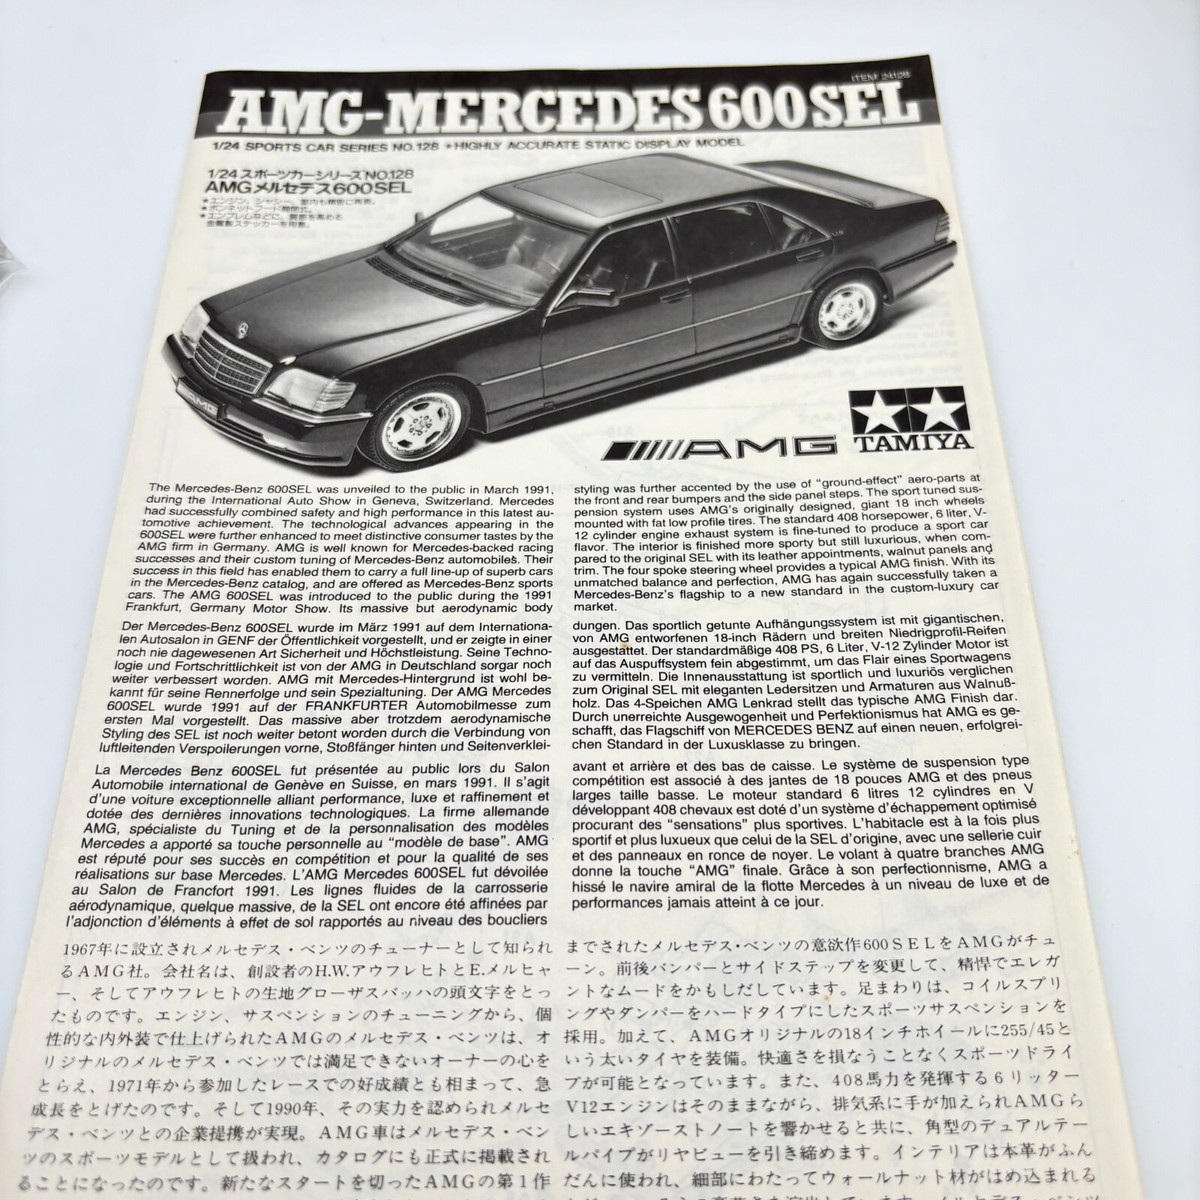 ITEM 24128
AMG-MERCEDES 600SEL
1/24 SPORTS CAR SERIES NO.128 ★HIGHLY ACCURATE STATIC DISPLAY MODEL
1/24スポーツカーシリーズNO.128
AMGメルセデス600SEL
★エンジン、シャシー、室内も精密に再現。
★ボンネットフード開閉式。
★エンブレムなどに、質感を高める
金属製ステッカーを用意。
AMG
AMG
TAMIYA
The Mercedes-Benz 600SEL was unveiled to the public in March 1991,
during the International Auto Show in Geneva, Switzerland. Mercedes
had successfully combined safety and high performance in this latest au-
tomotive achievement. The technological advances appearing in the
600SEL were further enhanced to meet distinctive consumer tastes by the
AMG firm in Germany. AMG is well known for Mercedes-backed racing
successes and their custom tuning of Mercedes-Benz automobiles. Their
success in this field has enabled them to carry a full line-up of superb cars
in the Mercedes-Benz catalog, and are offered as Mercedes-Benz sports
cars. The AMG 600SEL was introduced to the public during the 1991
Frankfurt, Germany Motor Show. Its massive but aerodynamic body
styling was further accented by the use of "ground-effect" aero-parts at
the front and rear bumpers and the side panel steps. The sport tuned sus-
pension system uses AMG's originally designed, giant 18 inch wheels
mounted with fat low profile tires. The standard 408 horsepower, 6 liter, V-
12 cylinder engine exhaust system is fine-tuned to produce a sport car
flavor. The interior is finished more sporty but still luxurious, when com-
pared to the original SEL with its leather appointments, walnut panels and
trim. The four spoke steering wheel provides a typical AMG finish. With its
unmatched balance and perfection, AMG has again successfully taken a
Mercedes-Benz's flagship to a new standard in the custom-luxury car
market.
Der Mercedes-Benz 600SEL wurde im März 1991 auf dem Internationa-
len Autosalon in GENF der Öffentlichkeit vorgestellt, und er zeigte in einer
noch nie dagewesenen Art Sicherheit und Höchstleistung. Seine Techno-
logie und Fortschrittlichkeit ist von der AMG in Deutschland sorgar noch
weiter verbessert worden. AMG mit Mercedes-Hintergrund ist wohl be-
kannt für seine Rennerfolge und sein Spezialtuning. Der AMG Mercedes
600SEL wurde 1991 auf der FRANKFURTER Automobilmesse zum
ersten Mal vorgestellt. Das massive aber trotzdem aerodynamische
Styling des SEL ist noch weiter betont worden durch die Verbindung von
luftleitenden Verspoilerungen vorne, Stoßfänger hinten und Seitenverklei-
dungen. Das sportlich getunte Aufhängungssystem ist mit gigantischen,
von AMG entworfenen 18-inch Rädern und breiten Niedrigprofil-Reifen
ausgestattet. Der standardmäßige 408 PS, 6 Liter, V-12 Zylinder Motor ist
auf das Auspuffsystem fein abgestimmt, um das Flair eines Sportwagens
zu vermitteln. Die Innenausstattung ist sportlich und luxuriös verglichen
zum Original SEL mit eleganten Ledersitzen und Armaturen aus Walnuß-
holz. Das 4-Speichen AMG Lenkrad stellt das typische AMG Finish dar.
Durch unerreichte Ausgewogenheit und Perfektionismus hat AMG es ge-
schafft, das Flagschiff von MERCEDES BENZ auf einen neuen, erfolgrei-
chen Standard in der Luxusklasse zu bringen.
La Mercedes Benz 600SEL fut présentée au public lors du Salon
Automobile international de Genève en Suisse, en mars 1991. Il s'agit
d'une voiture exceptionnelle alliant performance, luxe et raffinement et
dotée des dernières innovations technologiques. La firme allemande
AMG, spécialiste du Tuning et de la personnalisation des modèles
Mercedes a apporté sa touche personnelle au "modèle de base". AMG
est réputé pour ses succès en compétition et pour la qualité de ses
réalisations sur base Mercedes. L'AMG Mercedes 600SEL fut dévoilée
au Salon de Francfort 1991. Les lignes fluides de la carrosserie
aérodynamique, quelque massive, de la SEL ont encore été affinées par
l'adjonction d'éléments à effet de sol rapportés au niveau des boucliers
avant et arrière et des bas de caisse. Le système de suspension type
compétition est associé à des jantes de 18 pouces AMG et des pneus
larges taille basse. Le moteur standard 6 litres 12 cylindres en V
développant 408 chevaux est doté d'un système d'échappement optimisé
procurant des "sensations" plus sportives. L'habitacle est à la fois plus
sportif et plus luxueux que celui de la SEL d'origine, avec une sellerie cuir
et des panneaux en ronce de noyer. Le volant à quatre branches AMG
donne la touche "AMG" finale. Grâce à son perfectionnisme, AMG a
hissé le navire amiral de la flotte Mercedes à un niveau de luxe et de
performances jamais atteint à ce jour.
1967年に設立されメルセデス・ベンツのチューナーとして知られ
るAMG社。会社名は、創設者のH.W.アウフレヒトとE.メルヒャ
ー、そしてアウフレヒトの生地グローザスバッハの頭文字をとっ
たものです。エンジン、サスペンションのチューニングから、個
性的な内外装で仕上げられたAMGのメルセデス・ベンツは、オ
リジナルのメルセデス・ベンツでは満足できないオーナーの心を
とらえ、1971年から参加したレースでの好成績とも相まって、急
成長をとげたのです。そして1990年、その実力を認められメルセ
デス・ベンツとの企業提携が実現。AMG車はメルセデス・ベン
ツのスポーツモデルとして扱われ、カタログにも正式に掲載され
ることになったのです。新たなスタートを切ったAMGの第1作
までされたメルセデス・ベンツの意欲作600SELをAMGがチュ
ーン。前後バンパーとサイドステップを変更して、精悍でエレガ
ントなムードをかもしだしています。足まわりは、コイルスプリ
ングやダンパーをハードタイプにしたスポーツサスペンションを
採用。加えて、AMGオリジナルの18インチホイールに255/45と
いう太いタイヤを装備。快適さを損なうことなくスポーツドライ
ブが可能となっています。また、408馬力を発揮する6リッター
V12エンジンはそのままながら、排気系に手が加えられAMGら
しいエキゾーストノートを響かせると共に、角型のデュアルテー
ルパイプがリヤビューを引き締めます。インテリアは本革がふん
だんに使われ、細部にわたってウォールナット材がはめ込まれる